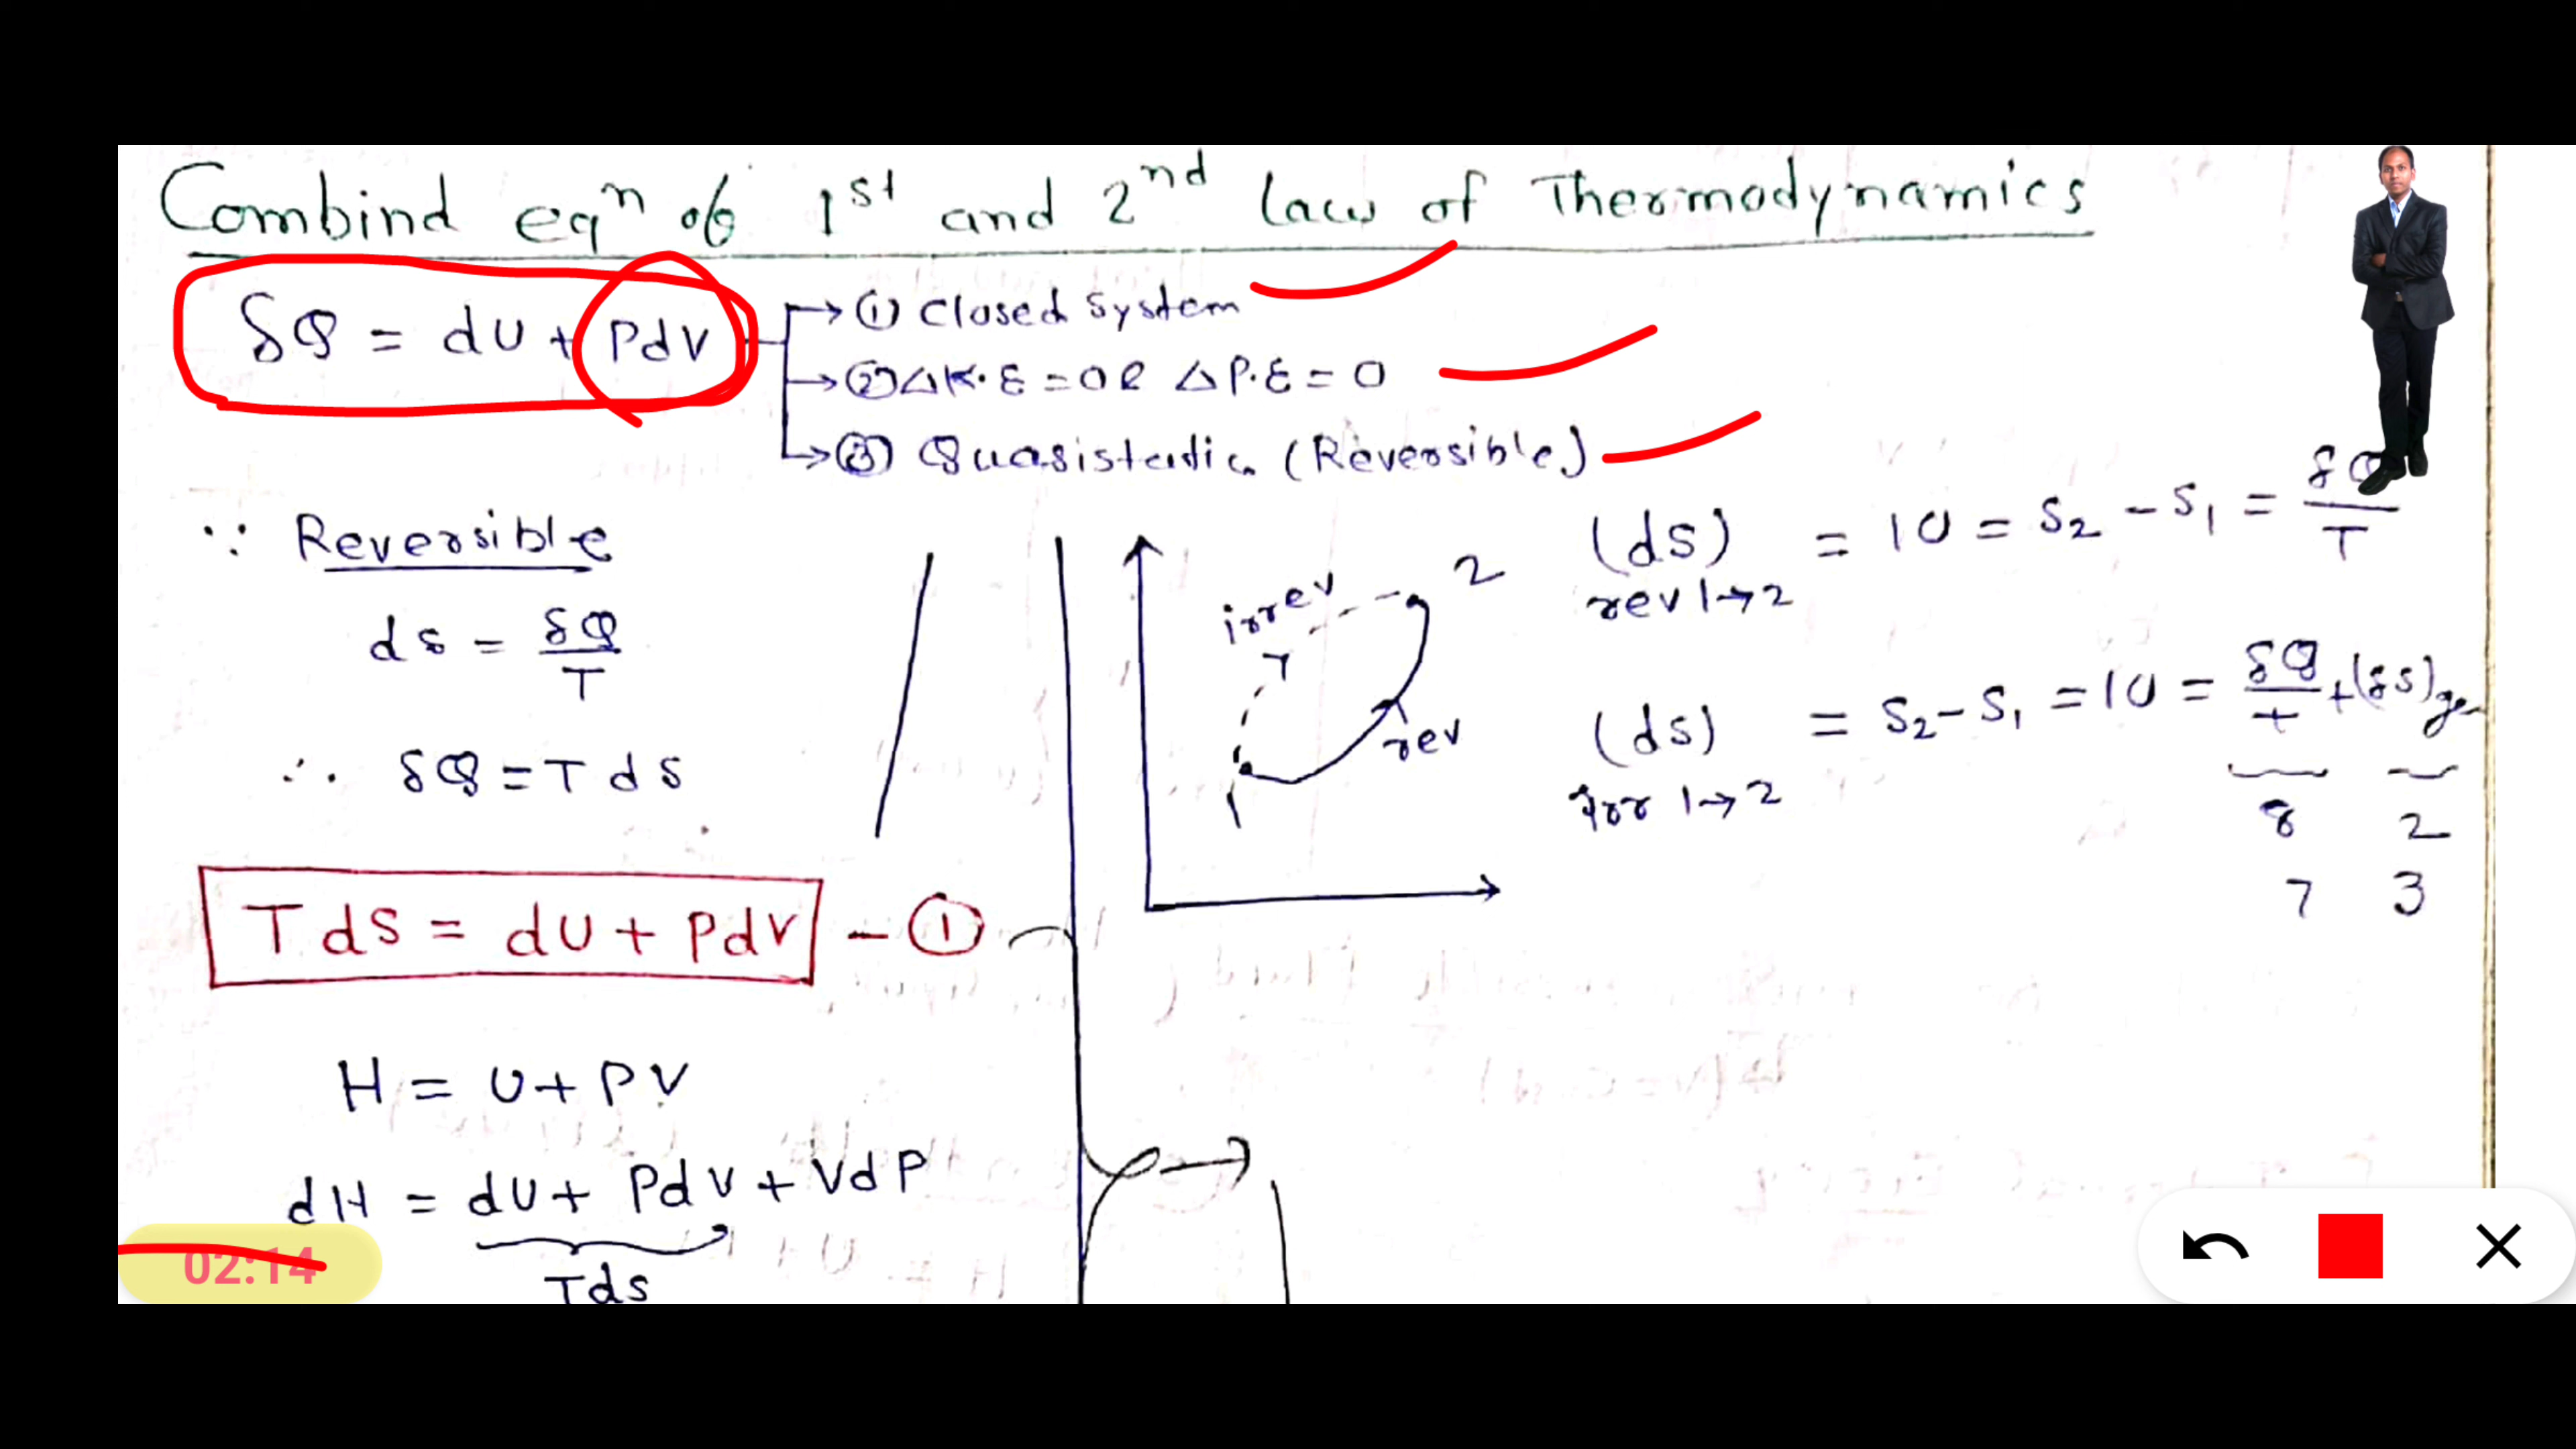 Combind eqn of 1st and 2nd law of Thermodynamics
δQ = dU + PdV
→ ① Closed System
→ ② ΔK.E = 0 & ΔP.E = 0
→ ③ Quasistatic (Reversible)
∵ Reversible
ds = δQ/T
∴ δQ = T ds
Tds = dU + PdV — ①
H = U + PV
dH = dU + PdV + VdP
Tds
02:14
irrev
2
rev
1
(ds) rev 1→2 = 10 = S2 - S1 = δQ/T
(ds) for 1→2 = S2 - S1 = 10 = δQ/T + (δs)gen
8 2
7 3